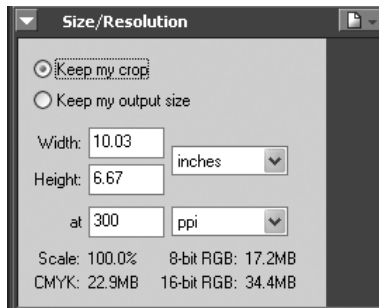 Size/Resolution
Keep my crop
Keep my output size
Width: 10.03
inches
Height: 6.67
at 300 ppi
Scale: 100.0% 8-bit RGB: 17.2MB
CMYK: 22.9MB 16-bit RGB: 34.4MB